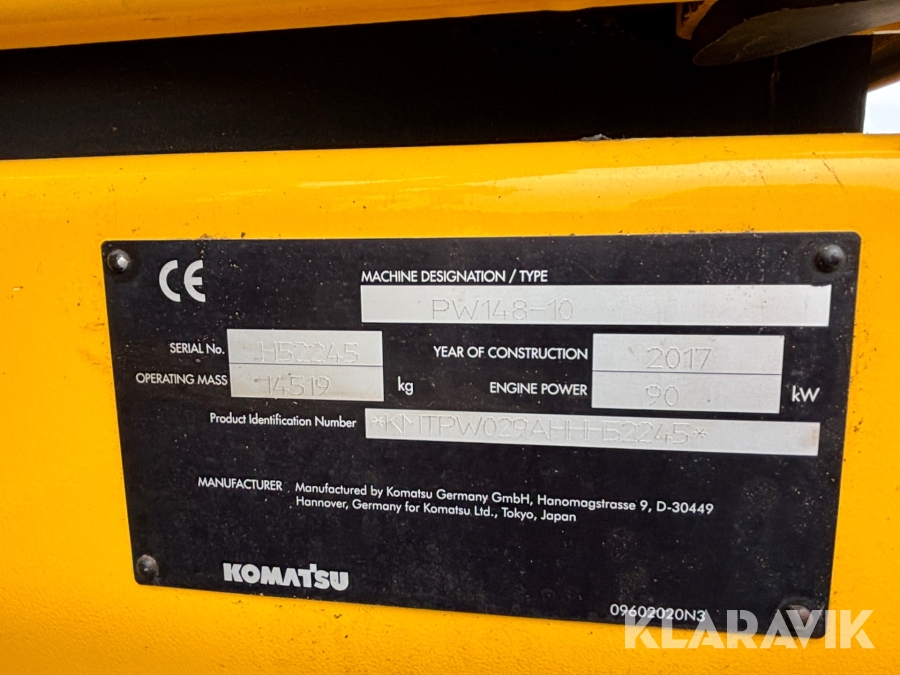 CE
MACHINE DESIGNATION / TYPE
PW148-10
SERIAL No. H52245
YEAR OF CONSTRUCTION 2017
OPERATING MASS 14519 kg
ENGINE POWER 90 kW
Product Identification Number *KMTPW029AHHH52245*
MANUFACTURER Manufactured by Komatsu Germany GmbH, Hanomagstrasse 9, D-30449
Hannover, Germany for Komatsu Ltd., Tokyo, Japan
KOMATSU
09602020N3
KLARAVIK